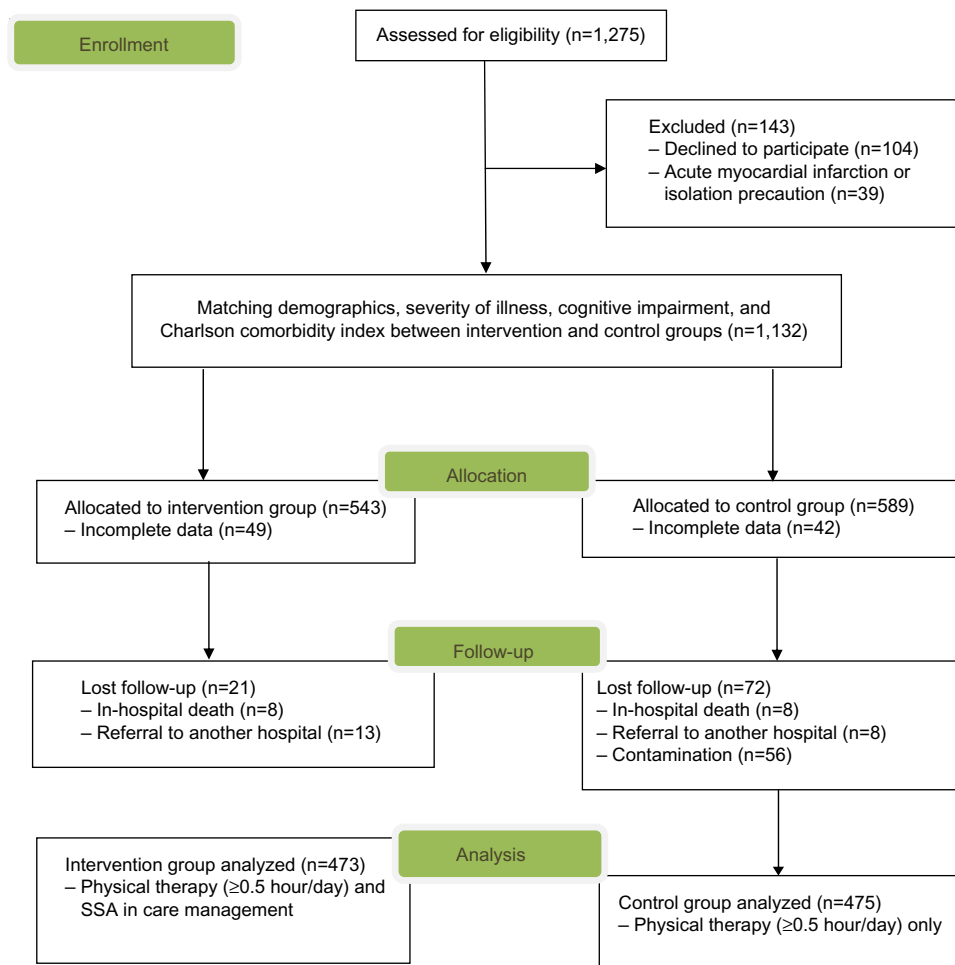 Enrollment
Assessed for eligibility (n=1,275)
Excluded (n=143)
– Declined to participate (n=104)
– Acute myocardial infarction or
isolation precaution (n=39)
Matching demographics, severity of illness, cognitive impairment, and
Charlson comorbidity index between intervention and control groups (n=1,132)
Allocation
Allocated to intervention group (n=543)
– Incomplete data (n=49)
Allocated to control group (n=589)
– Incomplete data (n=42)
Follow-up
Lost follow-up (n=21)
– In-hospital death (n=8)
– Referral to another hospital (n=13)
Lost follow-up (n=72)
– In-hospital death (n=8)
– Referral to another hospital (n=8)
– Contamination (n=56)
Analysis
Intervention group analyzed (n=473)
– Physical therapy (≥0.5 hour/day) and
SSA in care management
Control group analyzed (n=475)
– Physical therapy (≥0.5 hour/day) only